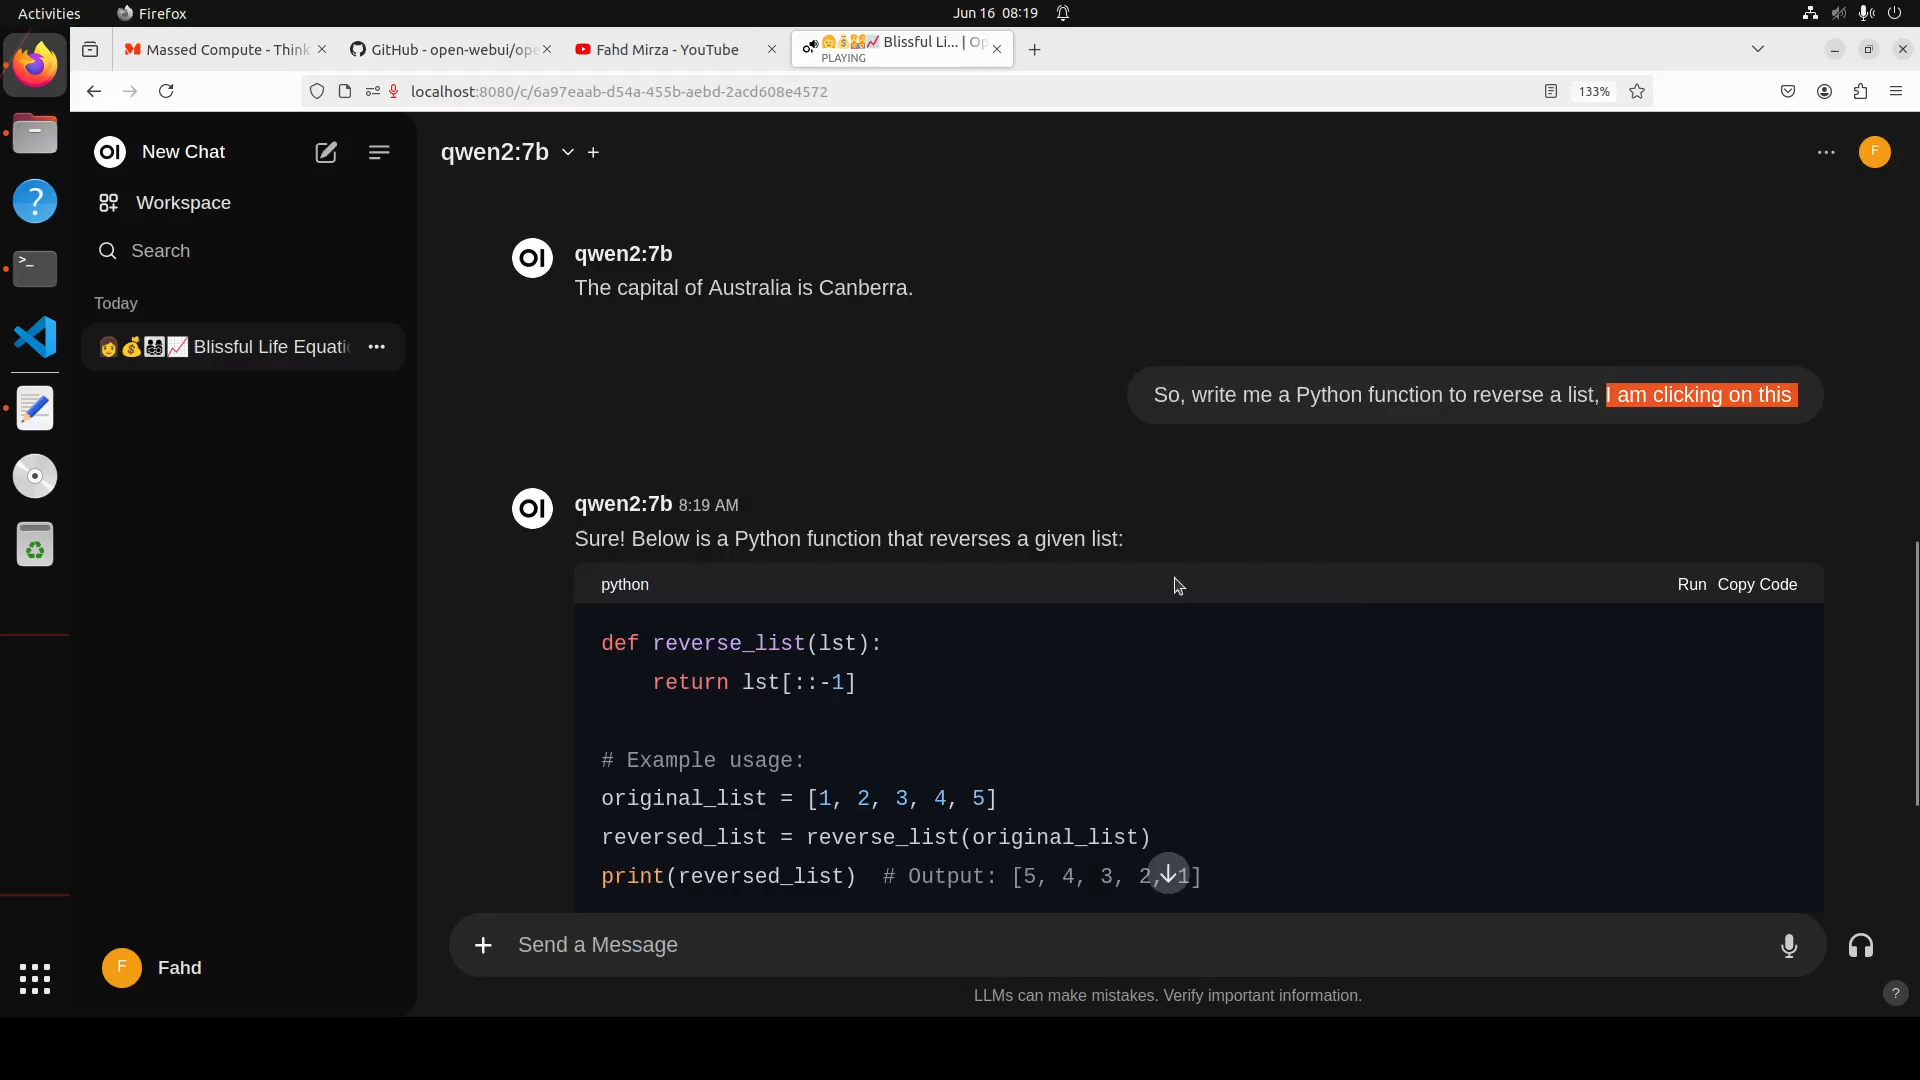 Activities
Firefox
Jun 16 08:19
Massed Compute - Think
GitHub - open-webui/ope
Fahd Mirza - YouTube
Blissful Li... | Op
PLAYING
localhost:8080/c/6a97eaab-d54a-455b-aebd-2acd608e4572
133%
OI New Chat
Workspace
Search
Today
Blissful Life Equati
F Fahd
qwen2:7b
F
OI qwen2:7b
The capital of Australia is Canberra.
So, write me a Python function to reverse a list, I am clicking on this
OI qwen2:7b 8:19 AM
Sure! Below is a Python function that reverses a given list:
python
Run Copy Code
def reverse_list(lst):
    return lst[::-1]
# Example usage:
original_list = [1, 2, 3, 4, 5]
reversed_list = reverse_list(original_list)
print(reversed_list)  # Output: [5, 4, 3, 2, 1]
Send a Message
LLMs can make mistakes. Verify important information.
?